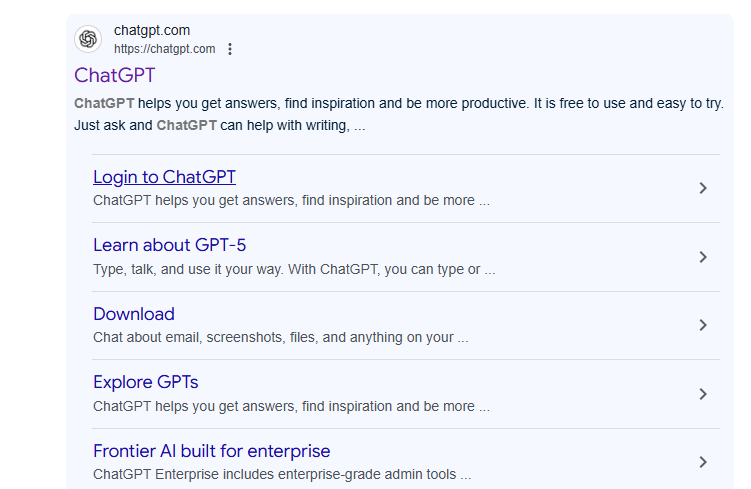 chatgpt.com
https://chatgpt.com
ChatGPT
ChatGPT helps you get answers, find inspiration and be more productive. It is free to use and easy to try.
Just ask and ChatGPT can help with writing, ...
Login to ChatGPT
ChatGPT helps you get answers, find inspiration and be more ...
Learn about GPT-5
Type, talk, and use it your way. With ChatGPT, you can type or ...
Download
Chat about email, screenshots, files, and anything on your ...
Explore GPTs
ChatGPT helps you get answers, find inspiration and be more ...
Frontier AI built for enterprise
ChatGPT Enterprise includes enterprise-grade admin tools ...